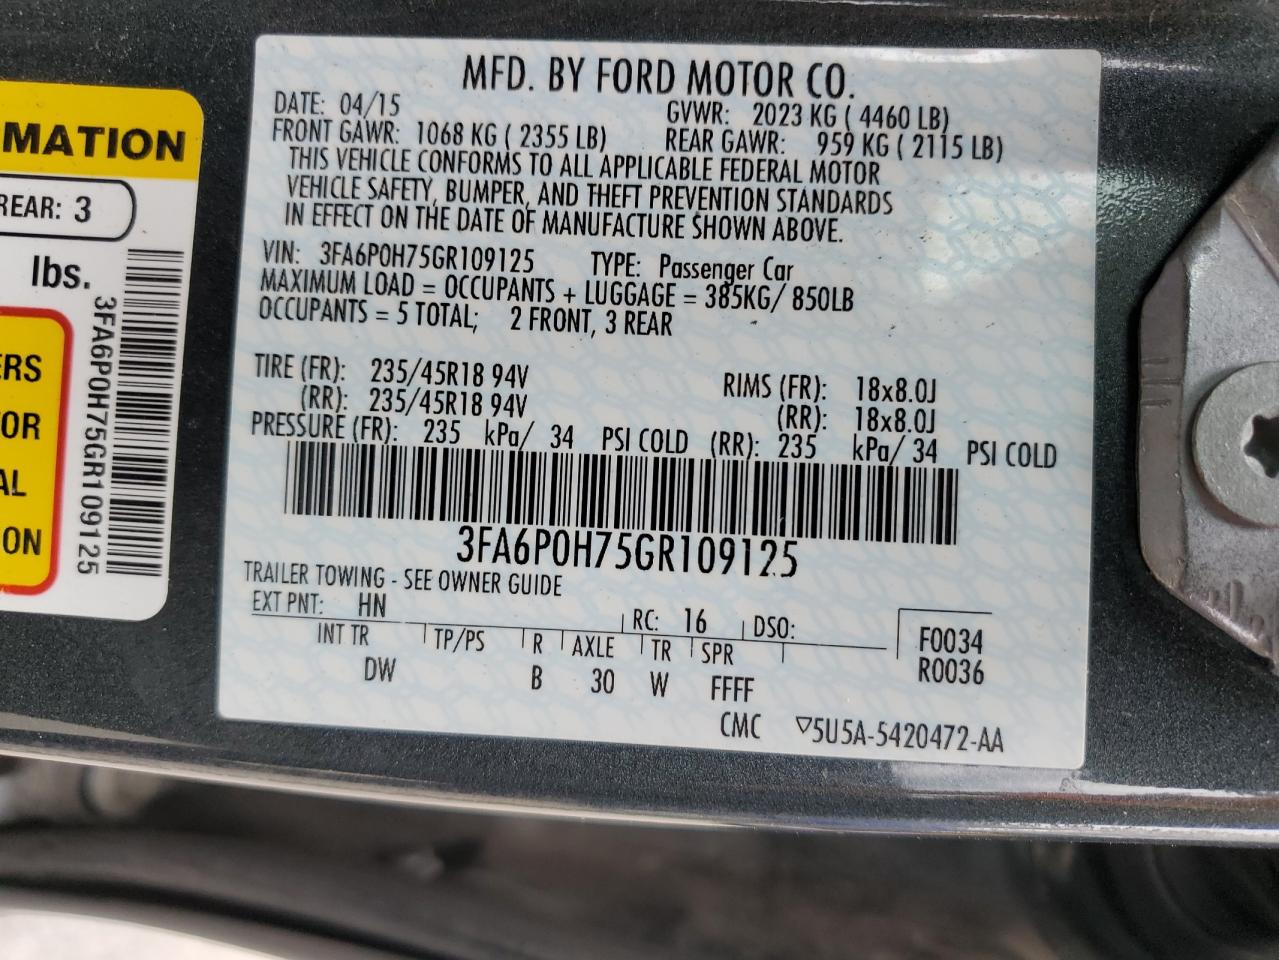 MATION
REAR: 3
lbs.
ERS
TOR
AL
ON
3FA6P0H75GR109125
MFD. BY FORD MOTOR CO.
DATE: 04/15 GVWR: 2023 KG ( 4460 LB)
FRONT GAWR: 1068 KG ( 2355 LB) REAR GAWR: 959 KG ( 2115 LB)
THIS VEHICLE CONFORMS TO ALL APPLICABLE FEDERAL MOTOR
VEHICLE SAFETY, BUMPER, AND THEFT PREVENTION STANDARDS
IN EFFECT ON THE DATE OF MANUFACTURE SHOWN ABOVE.
VIN: 3FA6P0H75GR109125 TYPE: Passenger Car
MAXIMUM LOAD = OCCUPANTS + LUGGAGE = 385KG/ 850LB
OCCUPANTS = 5 TOTAL; 2 FRONT, 3 REAR
TIRE (FR): 235/45R18 94V RIMS (FR): 18x8.0J
(RR): 235/45R18 94V (RR): 18x8.0J
PRESSURE (FR): 235 kPa/ 34 PSI COLD (RR): 235 kPa/ 34 PSI COLD
3FA6P0H75GR109125
TRAILER TOWING - SEE OWNER GUIDE
EXT PNT: HN RC: 16 DSO:
INT TR TP/PS R AXLE TR SPR F0034
DW B 30 W FFFF R0036
CMC ▽5U5A-5420472-AA